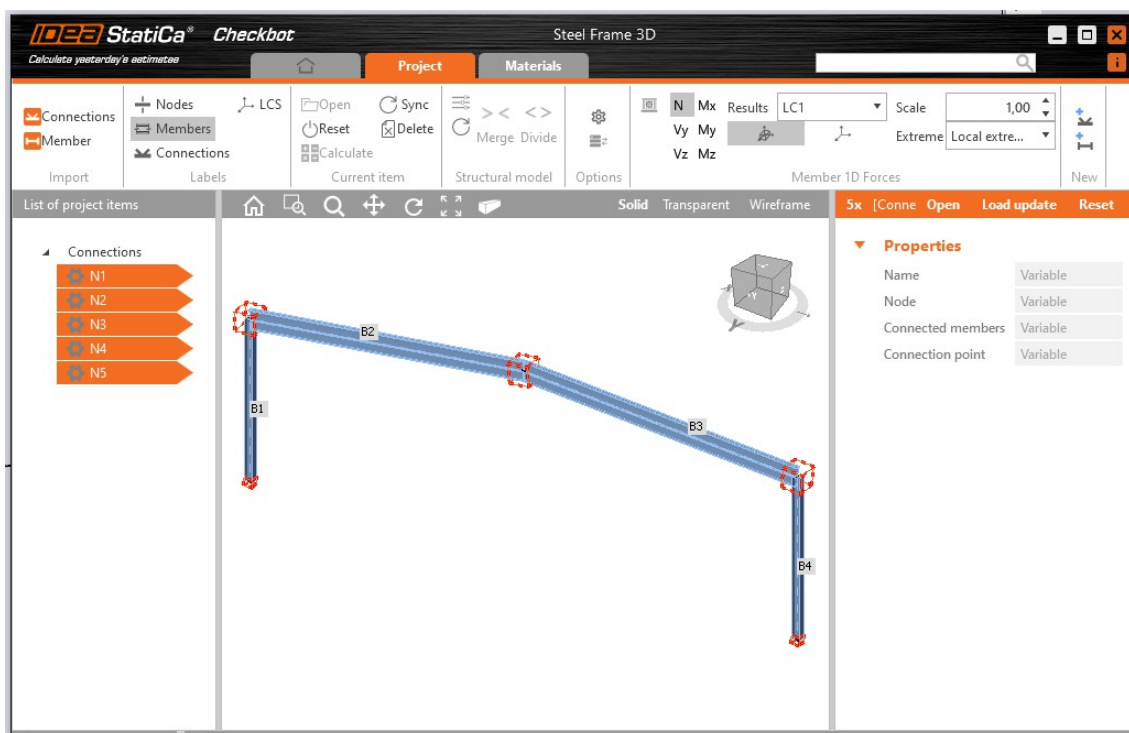 IDEA StatiCa® Checkbot
Calculate yesterday's estimates
Steel Frame 3D
Project
Materials
Connections
Member
Import
Nodes
LCS
Members
Connections
Labels
Open
Sync
Reset
Delete
Calculate
Current item
Merge Divide
Structural model
Options
N Mx Results LC1
Vy My
Vz Mz
Scale 1,00
Extreme Local extre...
Member 1D Forces
New
List of project items
Solid Transparent Wireframe
5x [Conne Open Load update Reset
Connections
N1
N2
N3
N4
N5
B2
B1
B3
B4
Properties
Name Variable
Node Variable
Connected members Variable
Connection point Variable